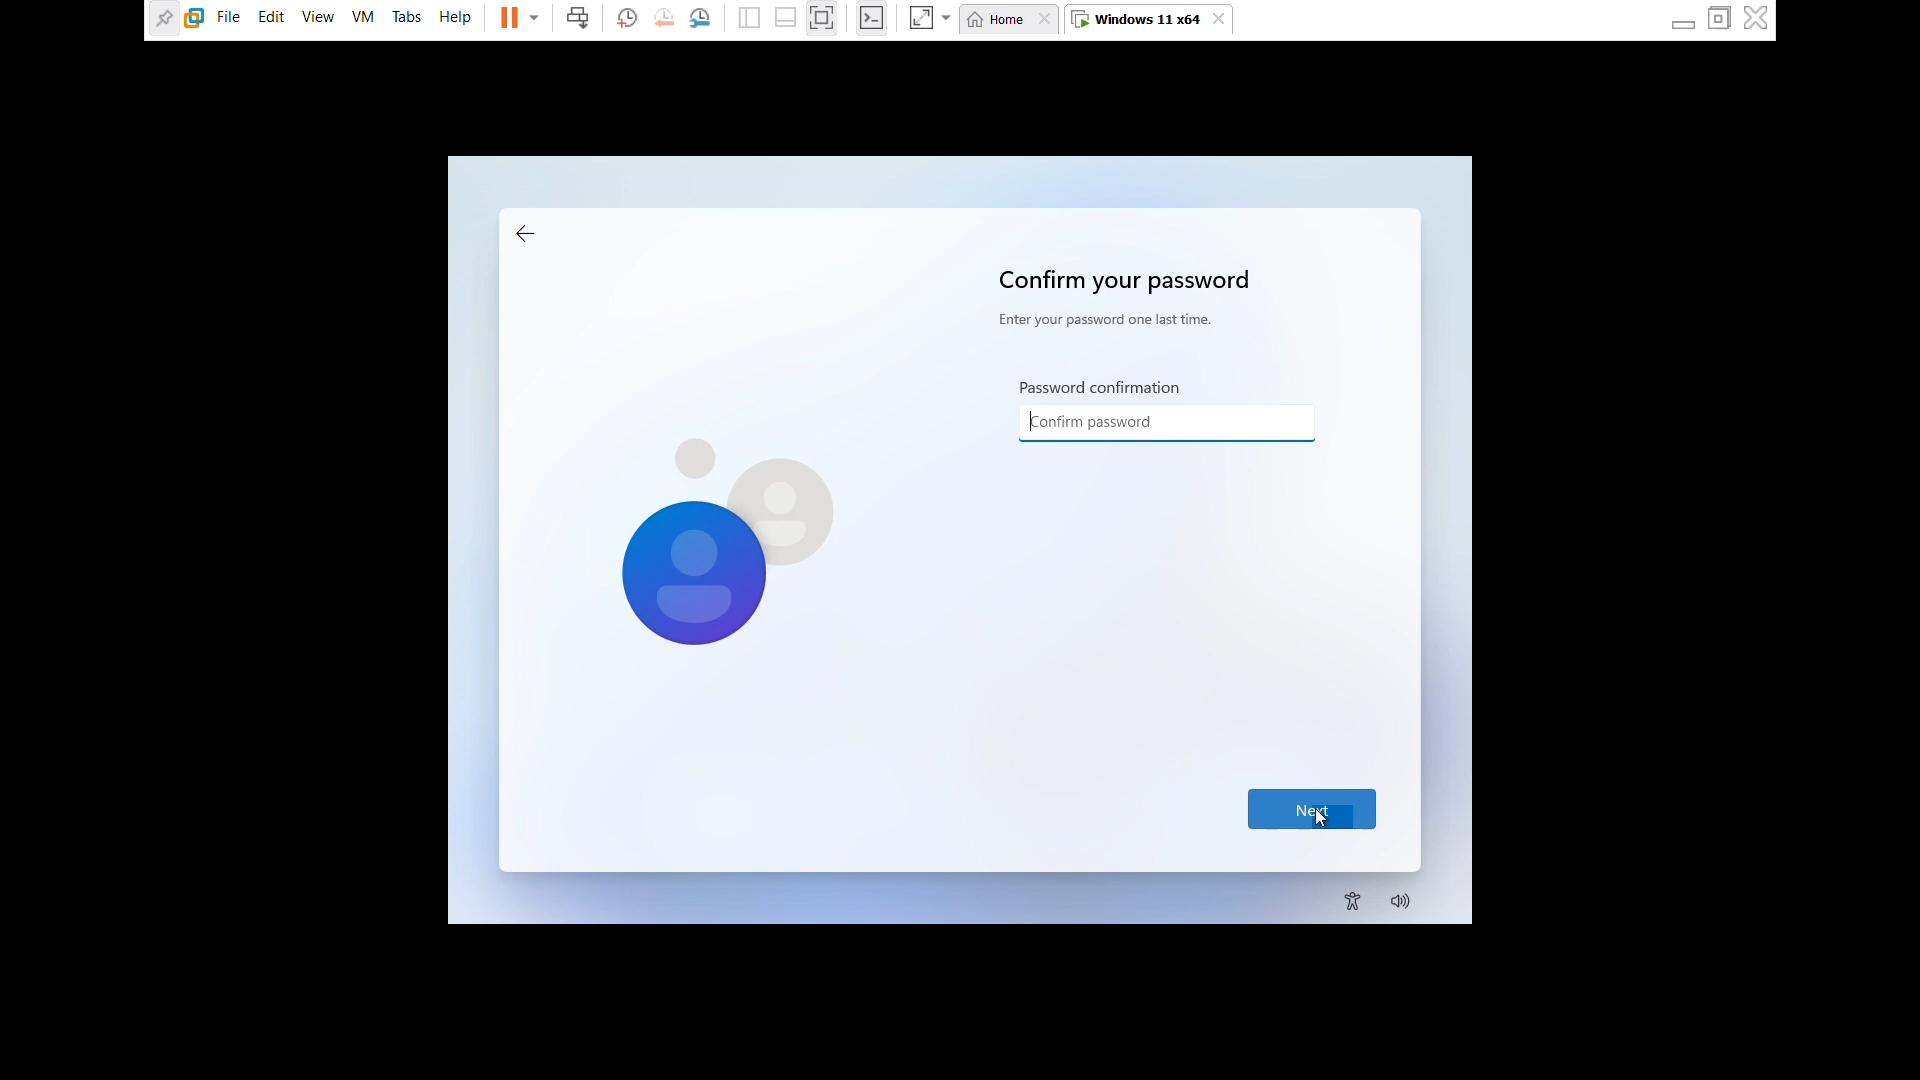 File Edit View VM Tabs Help Home Windows 11 x64
Confirm your password
Enter your password one last time.
Password confirmation
Confirm password
Next